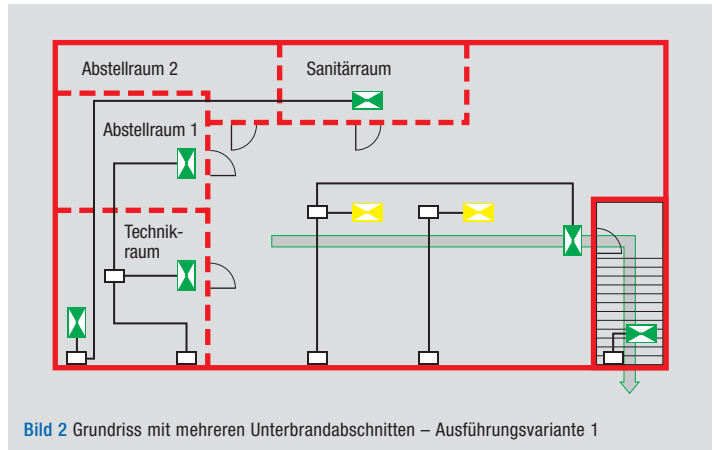 Abstellraum 2
Sanitärraum
Abstellraum 1
Technik-
raum
Bild 2 Grundriss mit mehreren Unterbrandabschnitten – Ausführungsvariante 1